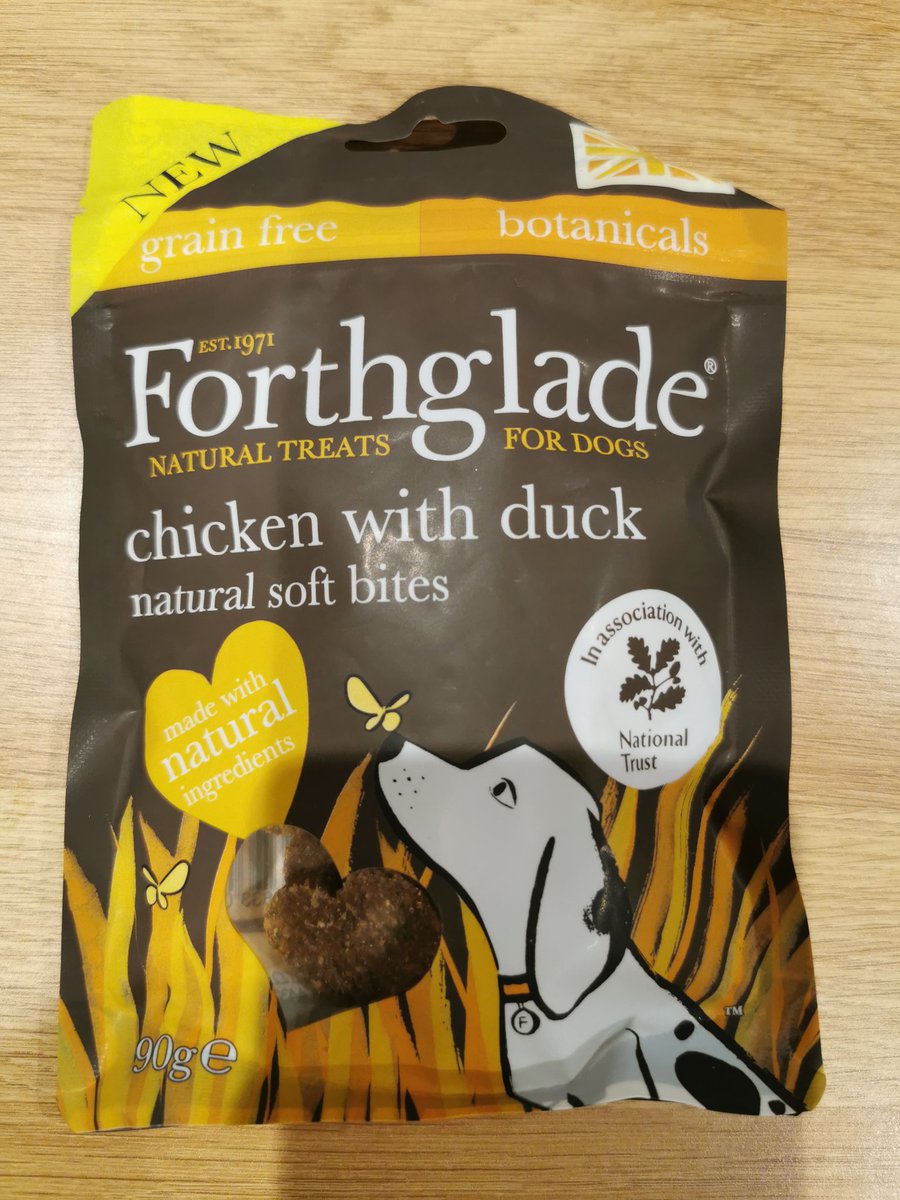 NEW
grain free
botanicals
EST. 1971
Forthglade®
NATURAL TREATS FOR DOGS
chicken with duck
natural soft bites
made with
natural
ingredients
In association with
National
Trust
F
TM
90g℮